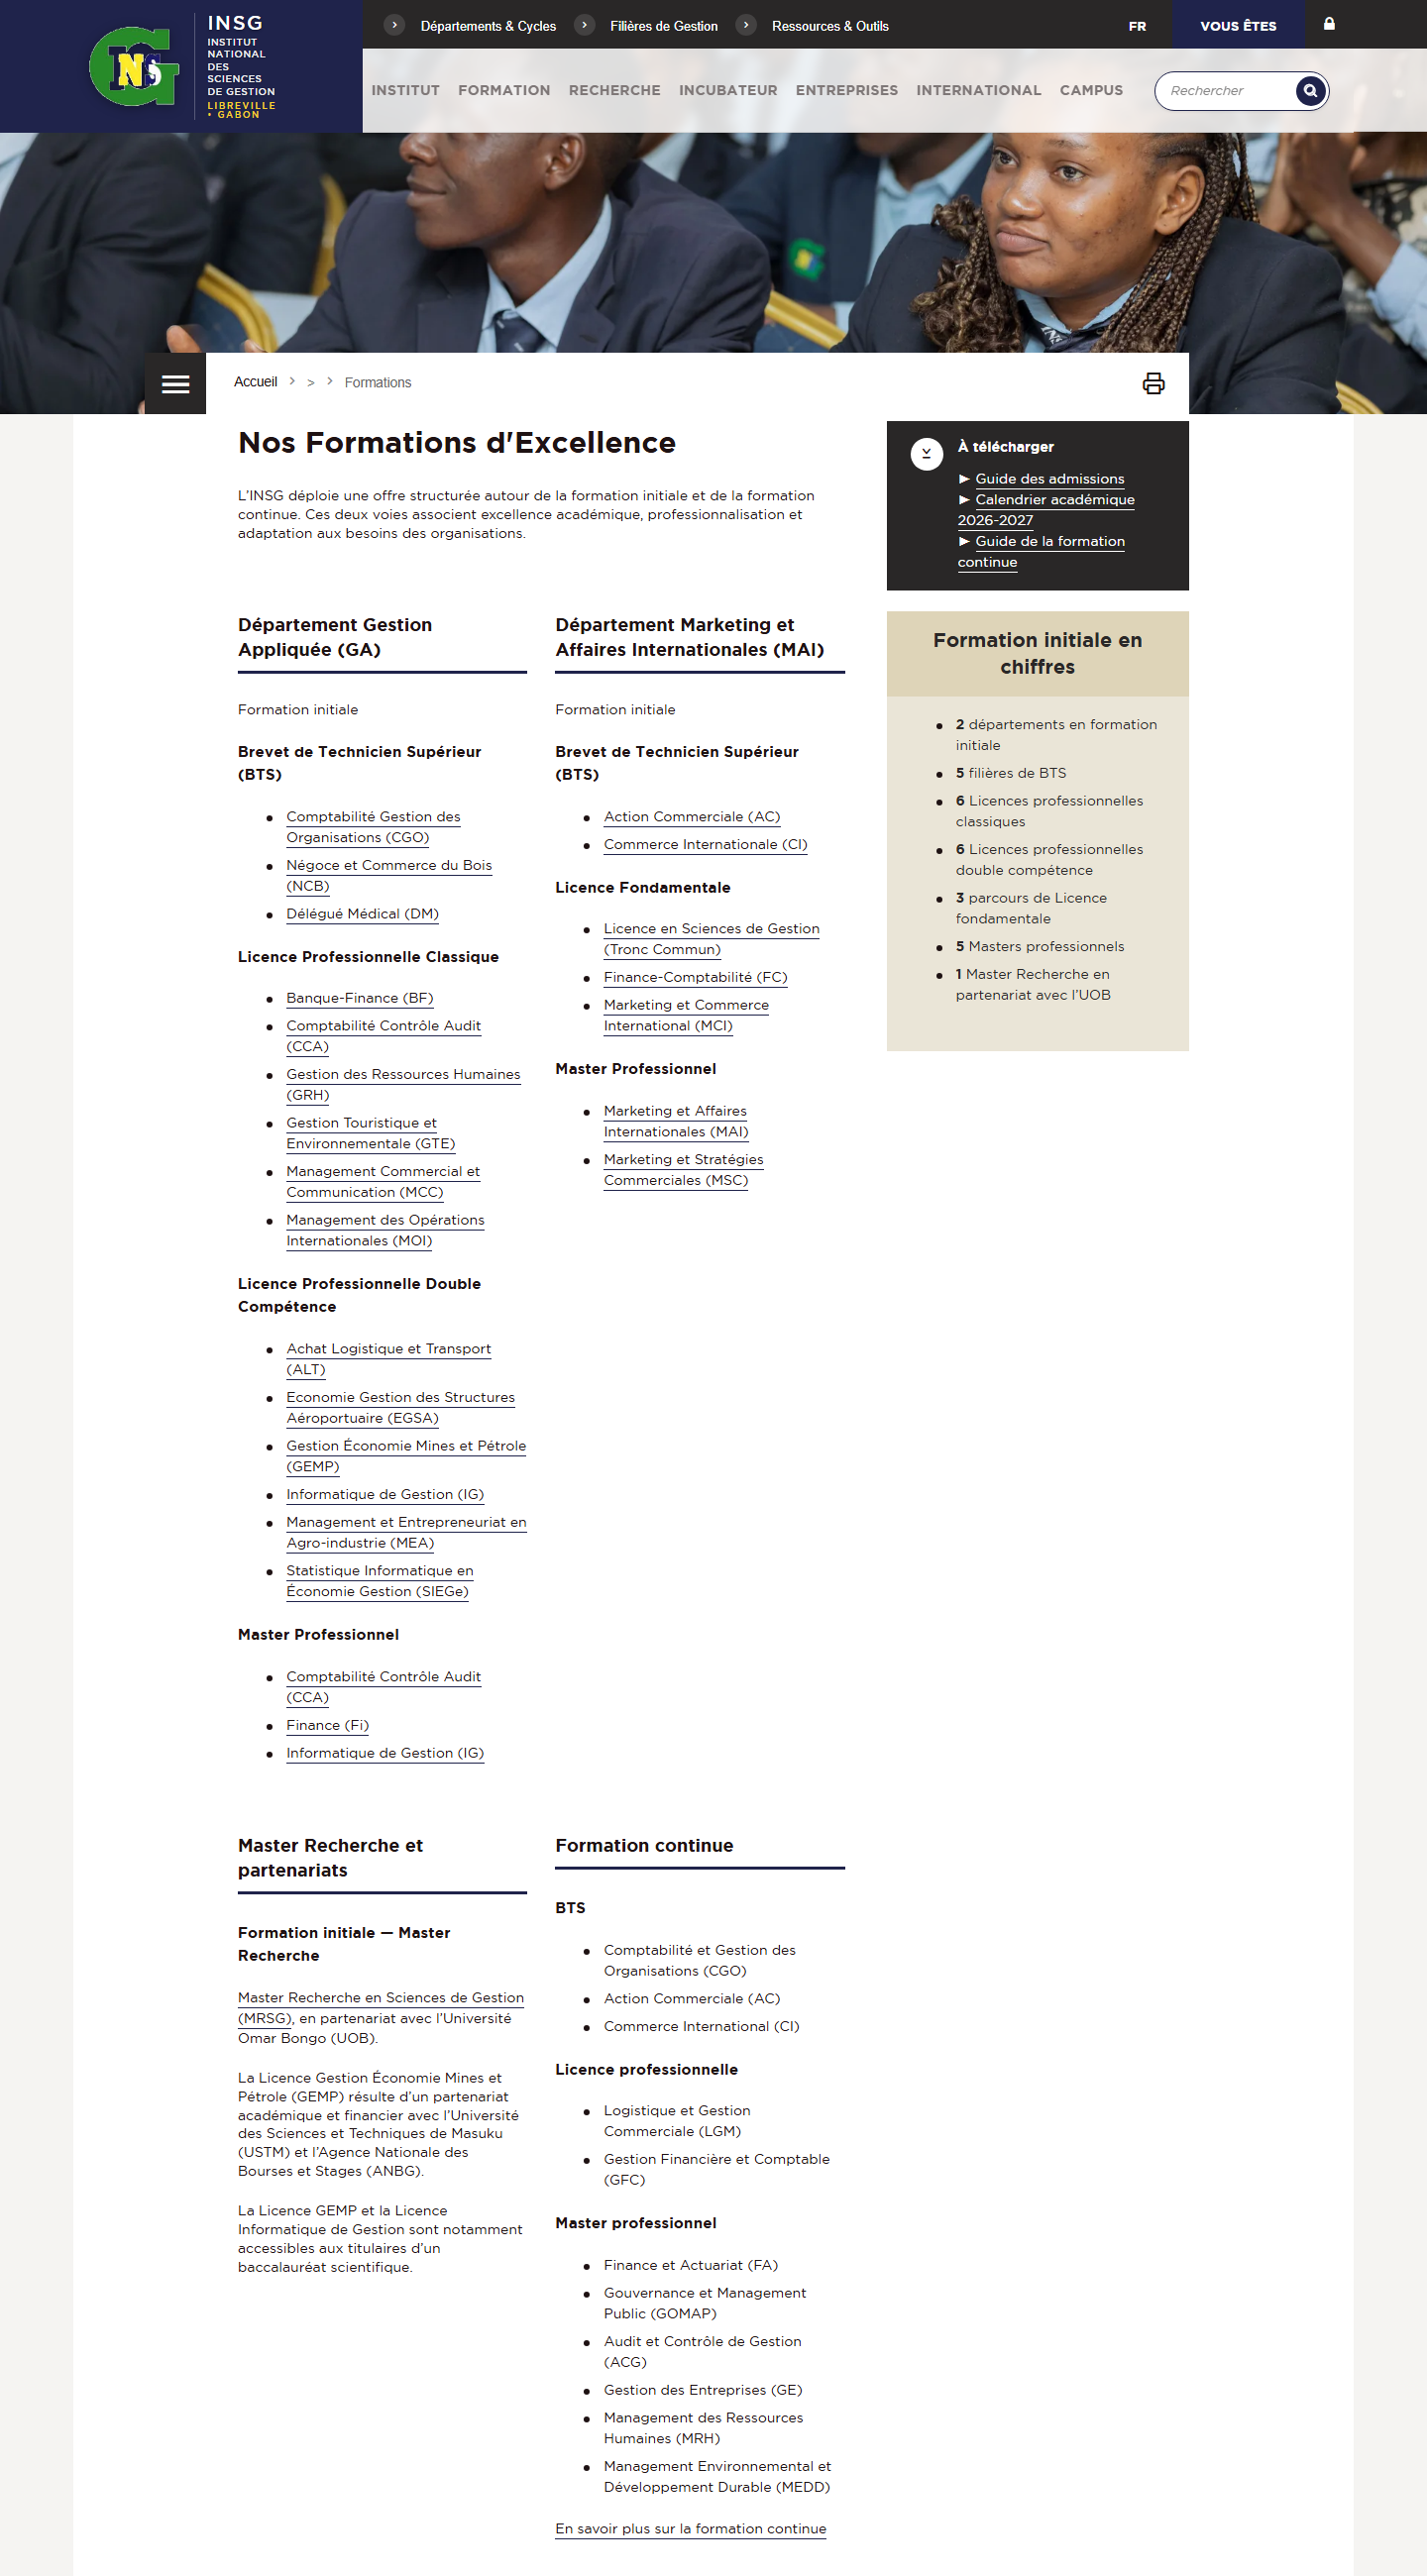 INSG
INSTITUT
NATIONAL
DES
SCIENCES
DE GESTION
LIBREVILLE
• GABON
Départements & Cycles
Filières de Gestion
Ressources & Outils
FR
VOUS ÊTES
INSTITUT
FORMATION
RECHERCHE
INCUBATEUR
ENTREPRISES
INTERNATIONAL
CAMPUS
Rechercher
Accueil
>
Formations
Nos Formations d'Excellence
L’INSG déploie une offre structurée autour de la formation initiale et de la formation
continue. Ces deux voies associent excellence académique, professionnalisation et
adaptation aux besoins des organisations.
Département Gestion
Appliquée (GA)
Formation initiale
Brevet de Technicien Supérieur
(BTS)
Comptabilité Gestion des
Organisations (CGO)
Négoce et Commerce du Bois
(NCB)
Délégué Médical (DM)
Licence Professionnelle Classique
Banque-Finance (BF)
Comptabilité Contrôle Audit
(CCA)
Gestion des Ressources Humaines
(GRH)
Gestion Touristique et
Environnementale (GTE)
Management Commercial et
Communication (MCC)
Management des Opérations
Internationales (MOI)
Licence Professionnelle Double
Compétence
Achat Logistique et Transport
(ALT)
Economie Gestion des Structures
Aéroportuaire (EGSA)
Gestion Économie Mines et Pétrole
(GEMP)
Informatique de Gestion (IG)
Management et Entrepreneuriat en
Agro-industrie (MEA)
Statistique Informatique en
Économie Gestion (SIEGe)
Master Professionnel
Comptabilité Contrôle Audit
(CCA)
Finance (Fi)
Informatique de Gestion (IG)
Département Marketing et
Affaires Internationales (MAI)
Formation initiale
Brevet de Technicien Supérieur
(BTS)
Action Commerciale (AC)
Commerce Internationale (CI)
Licence Fondamentale
Licence en Sciences de Gestion
(Tronc Commun)
Finance-Comptabilité (FC)
Marketing et Commerce
International (MCI)
Master Professionnel
Marketing et Affaires
Internationales (MAI)
Marketing et Stratégies
Commerciales (MSC)
À télécharger
► Guide des admissions
► Calendrier académique
2026-2027
► Guide de la formation
continue
Formation initiale en
chiffres
2 départements en formation
initiale
5 filières de BTS
6 Licences professionnelles
classiques
6 Licences professionnelles
double compétence
3 parcours de Licence
fondamentale
5 Masters professionnels
1 Master Recherche en
partenariat avec l’UOB
Master Recherche et
partenariats
Formation initiale — Master
Recherche
Master Recherche en Sciences de Gestion
(MRSG), en partenariat avec l’Université
Omar Bongo (UOB).
La Licence Gestion Économie Mines et
Pétrole (GEMP) résulte d’un partenariat
académique et financier avec l’Université
des Sciences et Techniques de Masuku
(USTM) et l’Agence Nationale des
Bourses et Stages (ANBG).
La Licence GEMP et la Licence
Informatique de Gestion sont notamment
accessibles aux titulaires d’un
baccalauréat scientifique.
Formation continue
BTS
Comptabilité et Gestion des
Organisations (CGO)
Action Commerciale (AC)
Commerce International (CI)
Licence professionnelle
Logistique et Gestion
Commerciale (LGM)
Gestion Financière et Comptable
(GFC)
Master professionnel
Finance et Actuariat (FA)
Gouvernance et Management
Public (GOMAP)
Audit et Contrôle de Gestion
(ACG)
Gestion des Entreprises (GE)
Management des Ressources
Humaines (MRH)
Management Environnemental et
Développement Durable (MEDD)
En savoir plus sur la formation continue